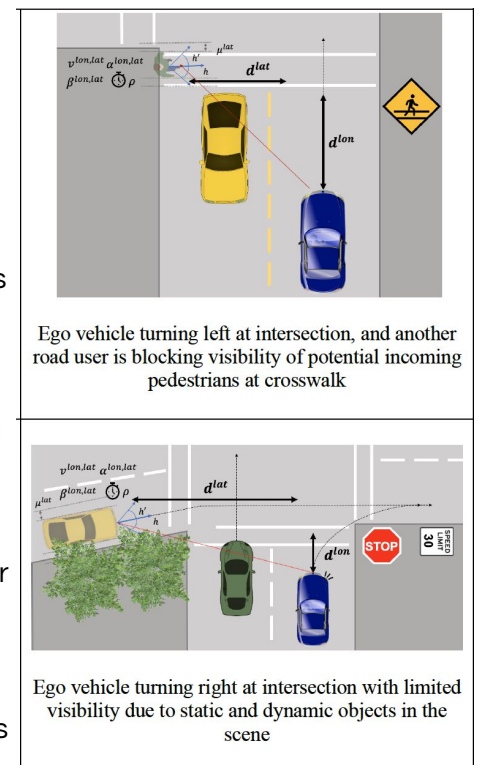 μ^lat
v^lon,lat α^lon,lat
h'
h
β^lon,lat ρ
d^lat
d^lon
s
Ego vehicle turning left at intersection, and another
road user is blocking visibility of potential incoming
pedestrians at crosswalk
v^lon,lat α^lon,lat
β^lon,lat ρ
d^lat
μ^lat
h'
h
d^lon
STOP
SPEED
LIMIT
30
r
Ego vehicle turning right at intersection with limited
visibility due to static and dynamic objects in the
scene
s